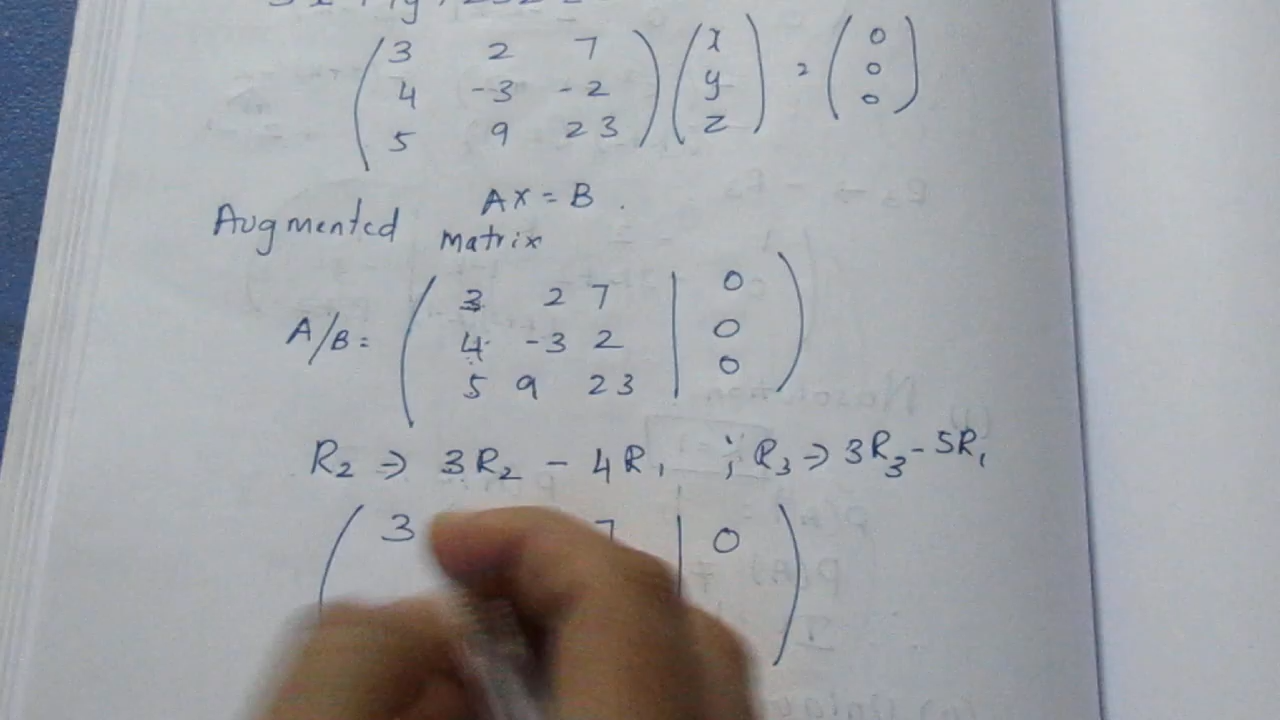 ( 3 2 7 ) ( x ) = ( 0 )
( 4 -3 -2 ) ( y ) ( 0 )
( 5 9 23 ) ( z ) ( 0 )
AX = B .
Augmented matrix
A/B = ( 3 2 7 | 0 )
( 4 -3 2 | 0 )
( 5 9 23 | 0 )
R2 → 3R2 - 4R1 ; R3 → 3R3 - 5R1
( 3 7 | 0 )